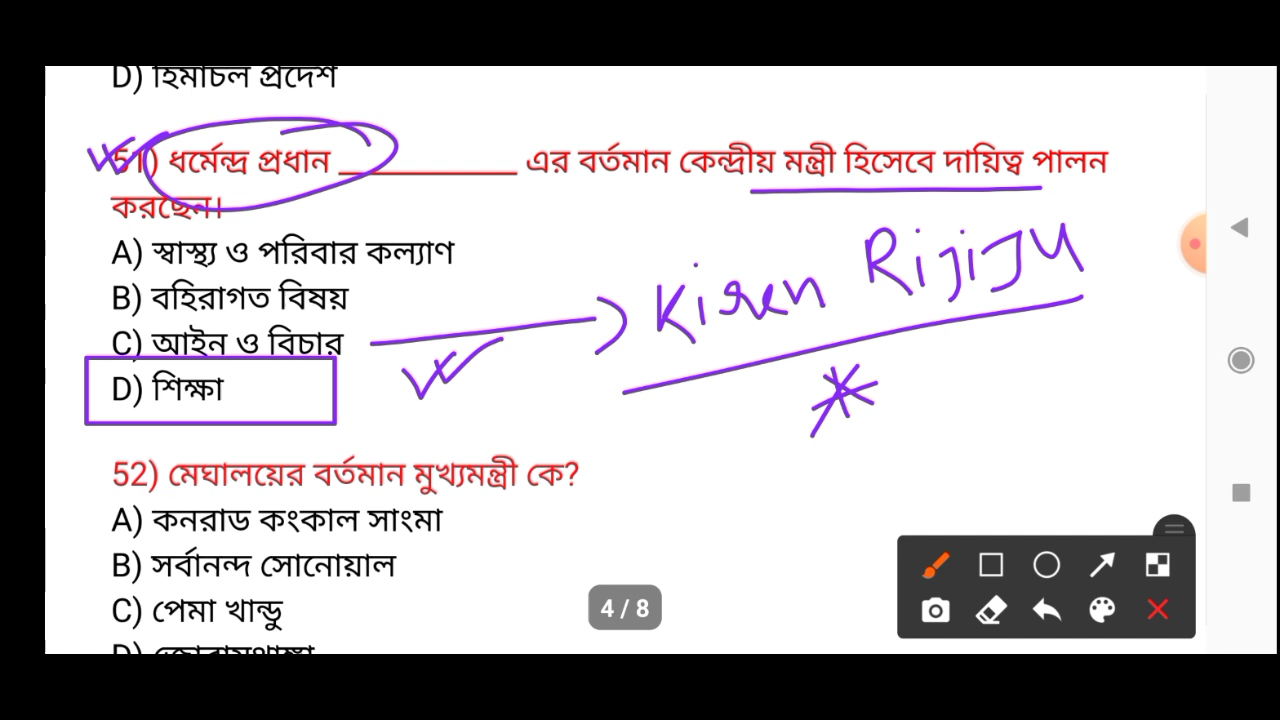 D) হিমাচল প্রদেশ
51) ধর্মেন্দ্র প্রধান __________ এর বর্তমান কেন্দ্রীয় মন্ত্রী হিসেবে দায়িত্ব পালন
করছেন।
A) স্বাস্থ্য ও পরিবার কল্যাণ
B) বহিরাগত বিষয়
C) আইন ও বিচার
Kiren Rijiju
D) শিক্ষা
52) মেঘালয়ের বর্তমান মুখ্যমন্ত্রী কে?
A) কনরাড কংকাল সাংমা
B) সর্বানন্দ সোনোয়াল
C) পেমা খান্ডু
4 / 8